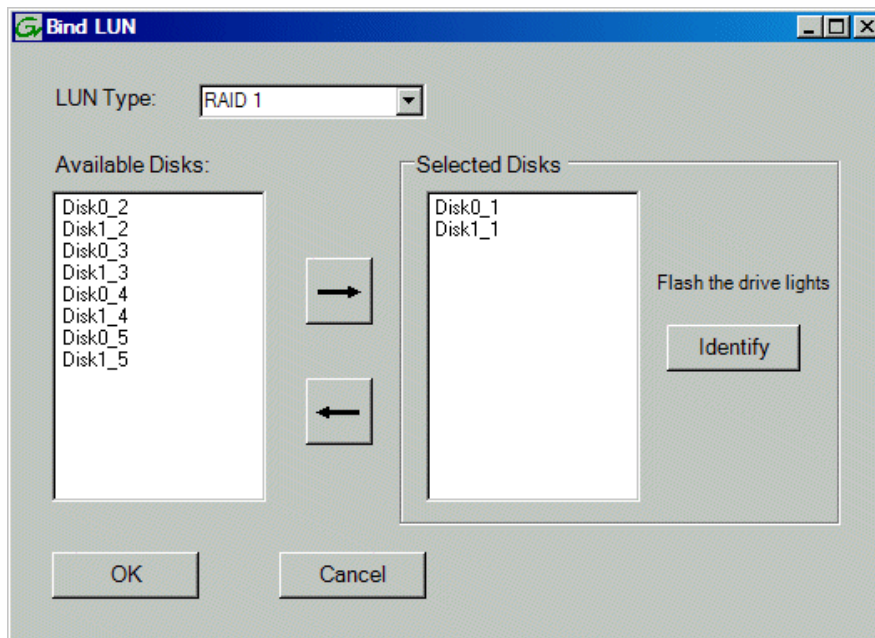 Bind LUN
LUN Type:
RAID 1
Available Disks:
Disk0_2
Disk1_2
Disk0_3
Disk1_3
Disk0_4
Disk1_4
Disk0_5
Disk1_5
Selected Disks
Disk0_1
Disk1_1
Flash the drive lights
Identify
OK
Cancel